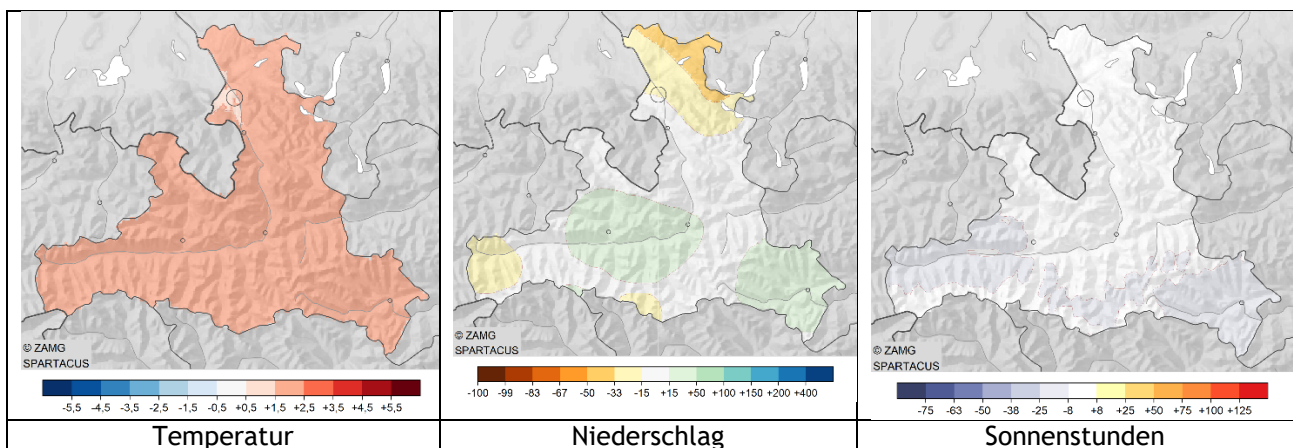 © ZAMG
SPARTACUS
-5,5 -4,5 -3,5 -2,5 -1,5 -0,5 +0,5 +1,5 +2,5 +3,5 +4,5 +5,5
Temperatur
© ZAMG
SPARTACUS
-100 -99 -83 -67 -50 -33 -15 +15 +50 +100 +150 +200 +400
Niederschlag
© ZAMG
SPARTACUS
-75 -63 -50 -38 -25 -8 +8 +25 +50 +75 +100 +125
Sonnenstunden